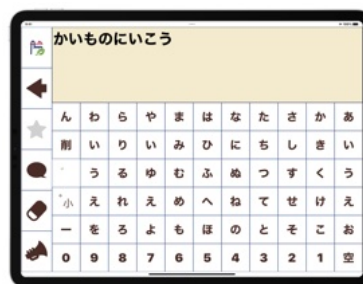 かいものにいこう
ん わ ら や ま は な た さ か あ
削 い り い み ひ に ち し き い
゛ う る ゆ む ふ ぬ つ す く う
゜小 え れ え め へ ね て せ け え
ー を ろ よ も ほ の と そ こ お
0 9 8 7 6 5 4 3 2 1 空